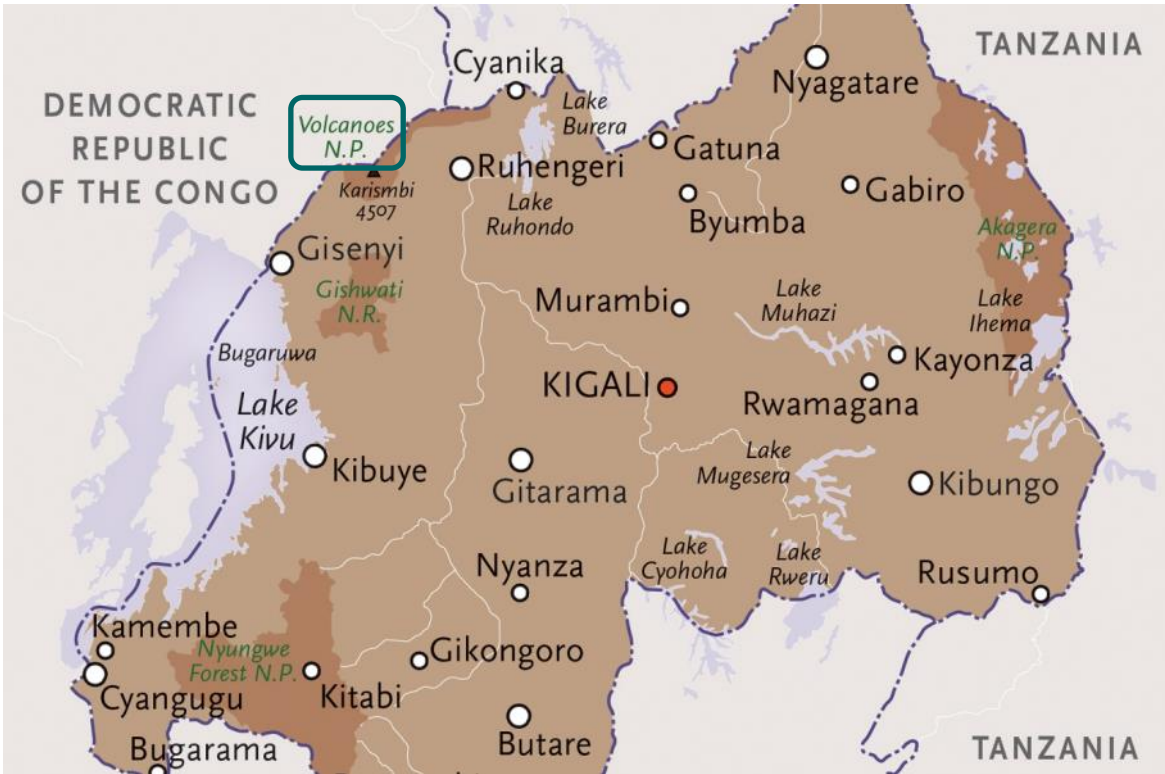 TANZANIA
Cyanika
Nyagatare
DEMOCRATIC
REPUBLIC
OF THE CONGO
Volcanoes
N.P.
Lake
Burera
Gatuna
Ruhengeri
Karisimbi
4507
Lake
Ruhondo
Byumba
Gabiro
Akagera
N.P.
Gisenyi
Gishwati
N.R.
Murambi
Lake
Muhazi
Lake
Ihema
Bugaruwa
Kayonza
KIGALI
Rwamagana
Lake
Kivu
Kibuye
Gitarama
Lake
Mugesera
Kibungo
Nyanza
Lake
Cyohoha
Lake
Rweru
Rusumo
Kamembe
Nyungwe
Forest N.P.
Gikongoro
Cyangugu
Kitabi
Butare
Bugarama
TANZANIA